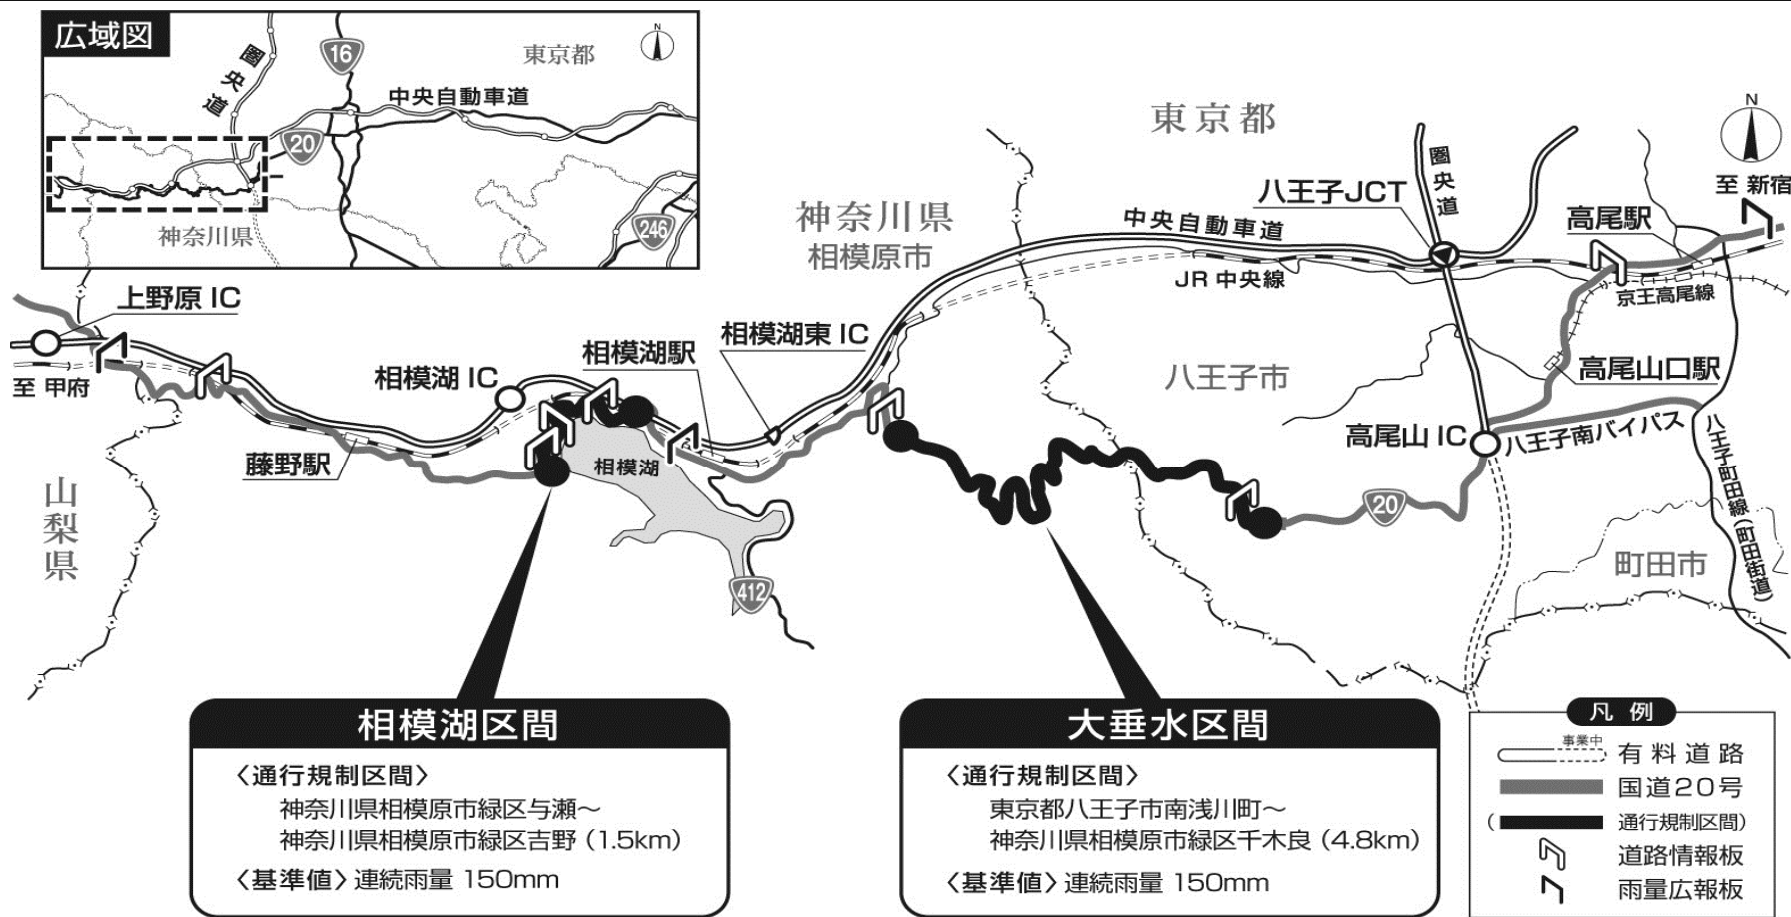 広域図
圏央道
16
東京都
N
中央自動車道
20
神奈川県
246
東京都
N
圏央道
八王子JCT
至 新宿
高尾駅
神奈川県
相模原市
中央自動車道
JR 中央線
京王高尾線
上野原 IC
相模湖東 IC
相模湖駅
相模湖 IC
至 甲府
八王子市
高尾山口駅
高尾山 IC
八王子南バイパス
八王子町田線(町田街道)
藤野駅
相模湖
山梨県
20
412
町田市
相模湖区間
〈通行規制区間〉
神奈川県相模原市緑区与瀬～
神奈川県相模原市緑区吉野 (1.5km)
〈基準値〉連続雨量 150mm
大垂水区間
〈通行規制区間〉
東京都八王子市南浅川町～
神奈川県相模原市緑区千木良 (4.8km)
〈基準値〉連続雨量 150mm
凡 例
事業中
有料道路
国道20号
( 通行規制区間)
道路情報板
雨量広報板